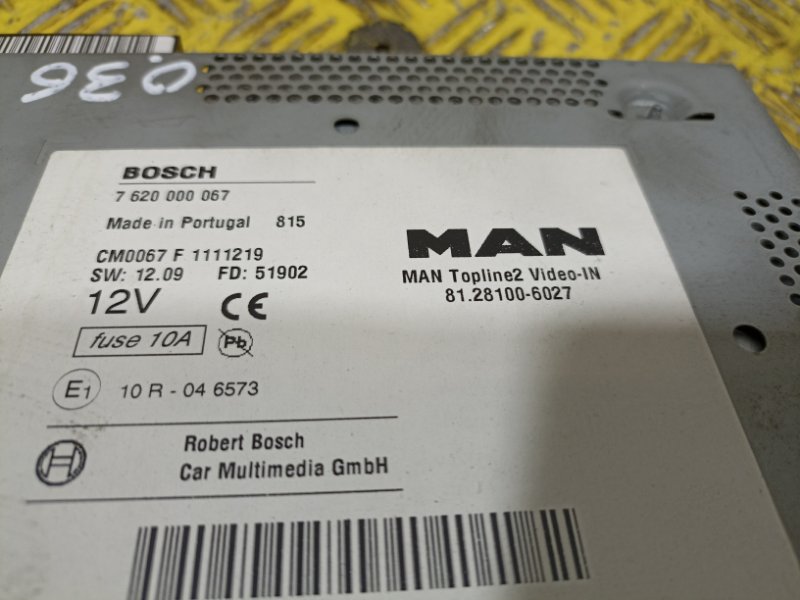 0,36
BOSCH
7 620 000 067
Made in Portugal 815
CM0067 F 1111219
SW: 12.09 FD: 51902
12V CE
fuse 10A Pb
E1 10 R - 04 6573
Robert Bosch
Car Multimedia GmbH
MAN
MAN Topline2 Video-IN
81.28100-6027